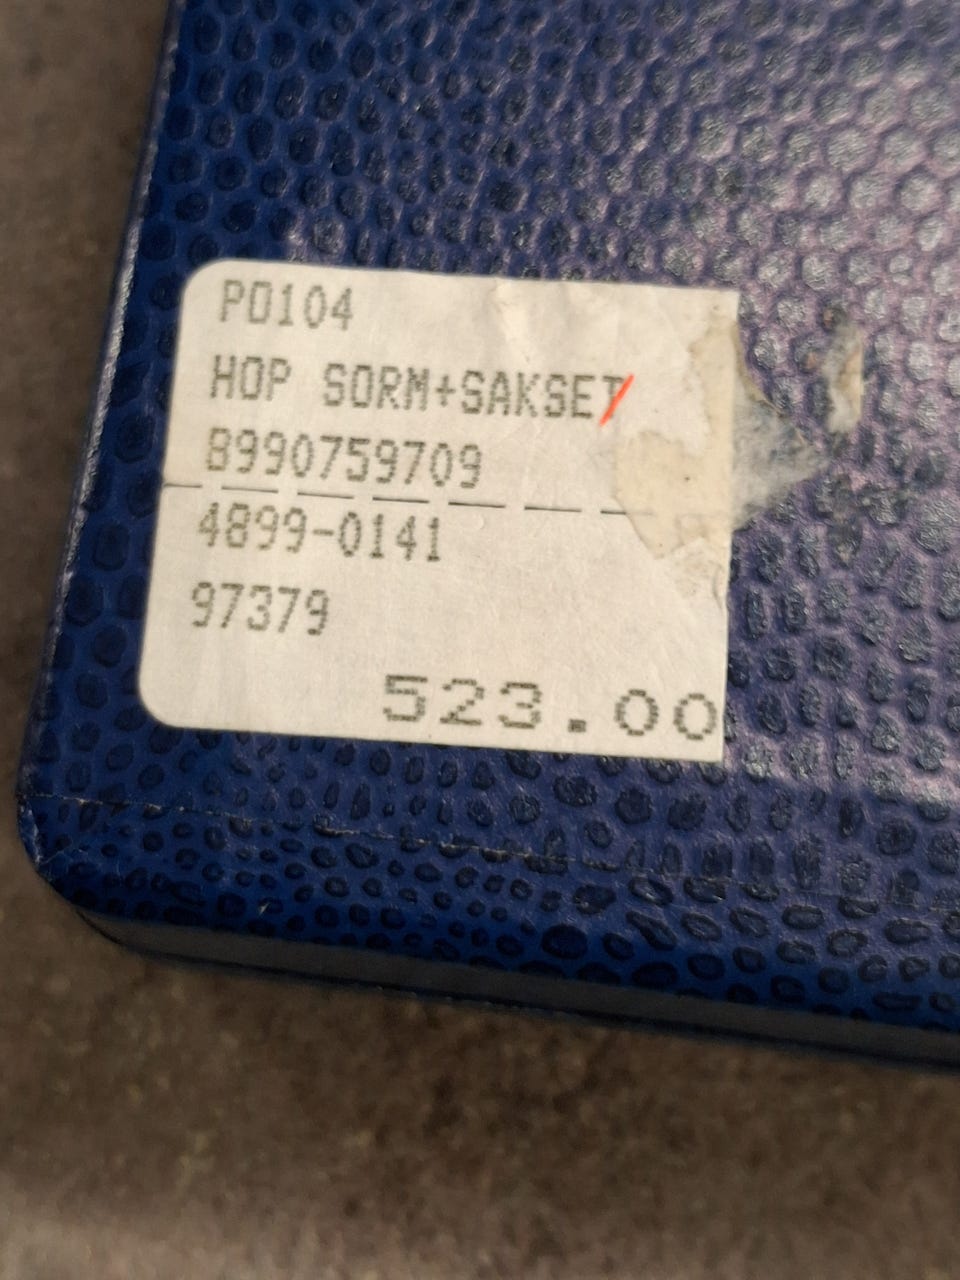 PO104
HOP SORM+SAKSET
8990759709
4899-0141
97379
523.00